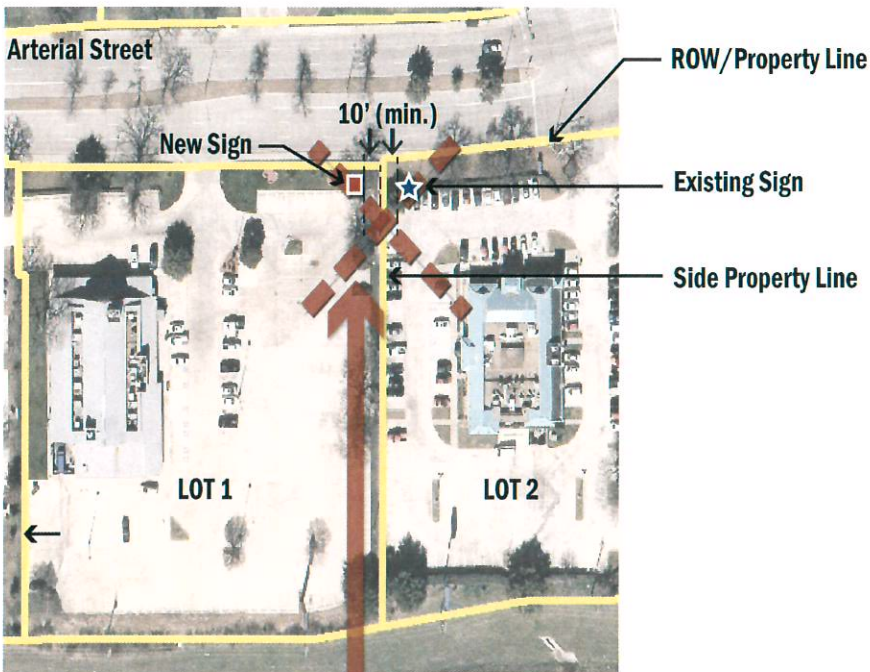 Arterial Street
ROW/Property Line
10' (min.)
New Sign
Existing Sign
Side Property Line
LOT 1
LOT 2